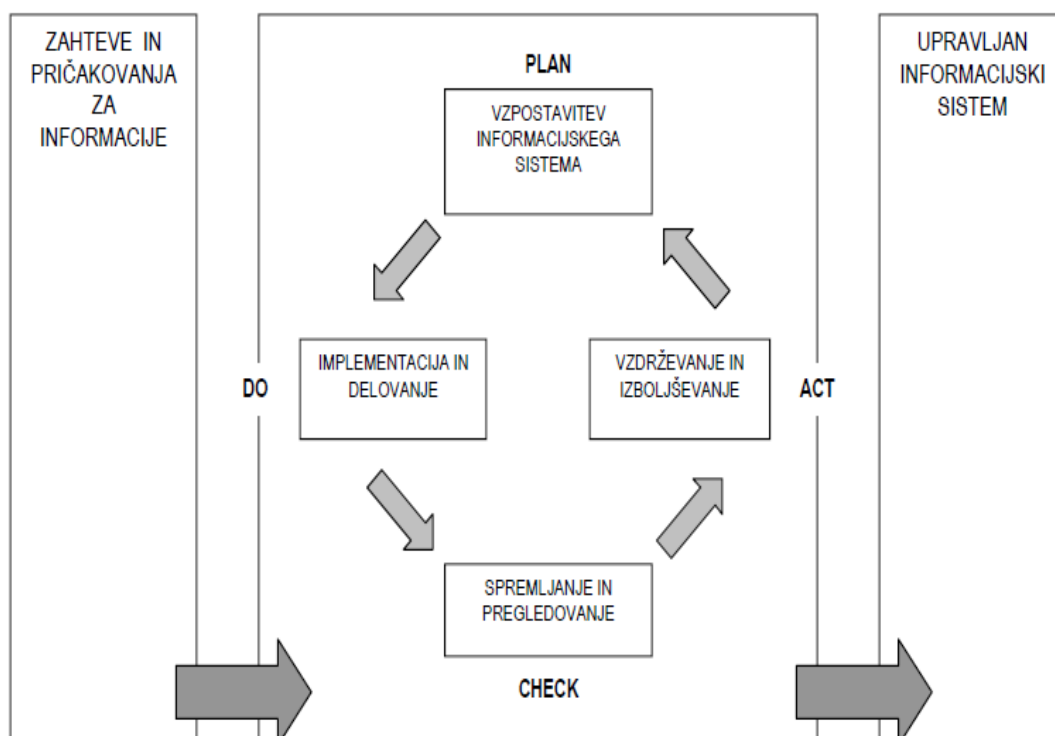 ZAHTEVE IN
PRIČAKOVANJA
ZA
INFORMACIJE
PLAN
VZPOSTAVITEV
INFORMACIJSKEGA
SISTEMA
UPRAVLJAN
INFORMACIJSKI
SISTEM
DO
IMPLEMENTACIJA IN
DELOVANJE
VZDRŽEVANJE IN
IZBOLJŠEVANJE
ACT
SPREMLJANJE IN
PREGLEDOVANJE
CHECK